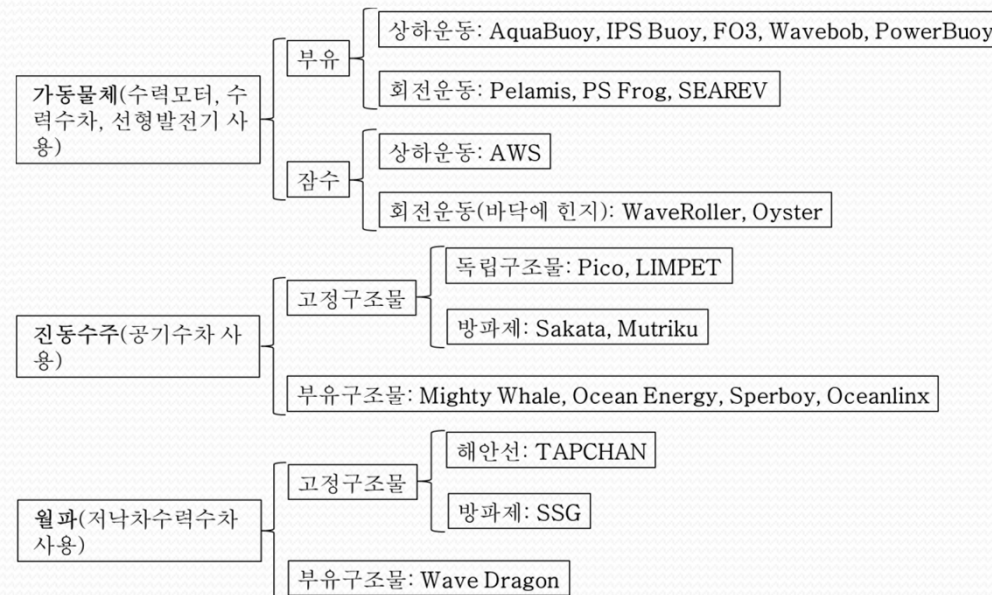 가동물체(수력모터, 수
력수차, 선형발전기 사
용)
부유
상하운동: AquaBuoy, IPS Buoy, FO3, Wavebob, PowerBuoy
회전운동: Pelamis, PS Frog, SEAREV
잠수
상하운동: AWS
회전운동(바닥에 힌지): WaveRoller, Oyster
진동수주(공기수차 사
용)
고정구조물
독립구조물: Pico, LIMPET
방파제: Sakata, Mutriku
부유구조물: Mighty Whale, Ocean Energy, Sperboy, Oceanlinx
월파(저낙차수력수차
사용)
고정구조물
해안선: TAPCHAN
방파제: SSG
부유구조물: Wave Dragon